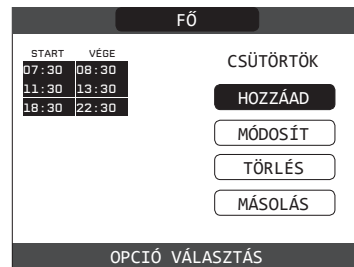 FŐ
START VÉGE
07:30 08:30
11:30 13:30
18:30 22:30
CSÜTÖRTÖK
HOZZÁAD
MÓDOSÍT
TÖRLÉS
MÁSOLÁS
OPCIÓ VÁLASZTÁS